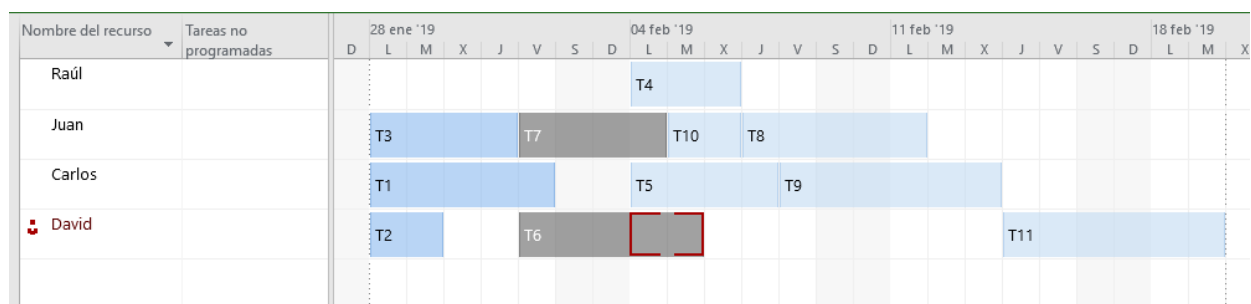 Nombre del recurso Tareas no programadas 28 ene '19 04 feb '19 11 feb '19 18 feb '19
D L M X J V S D L M X J V S D L M X J V S D L M X
Raúl T4
Juan T3 T7 T10 T8
Carlos T1 T5 T9
David T2 T6 T11